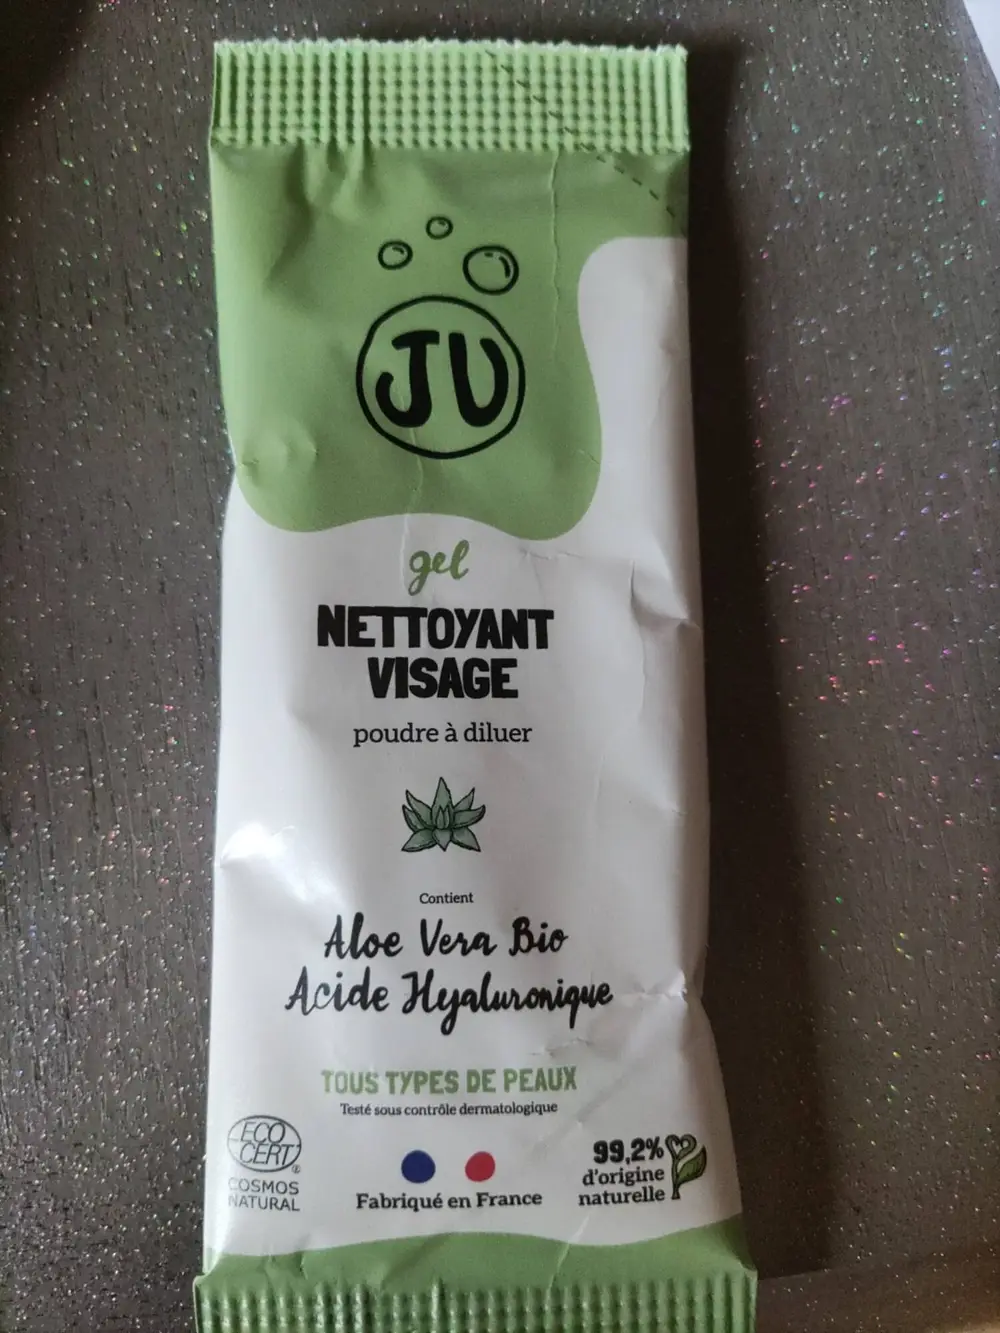 JU
gel
NETTOYANT
VISAGE
poudre à diluer
Contient
Aloe Vera Bio
Acide Hyaluronique
TOUS TYPES DE PEAUX
Testé sous contrôle dermatologique
ECO
CERT®
COSMOS
NATURAL
Fabriqué en France
99,2%
d'origine
naturelle